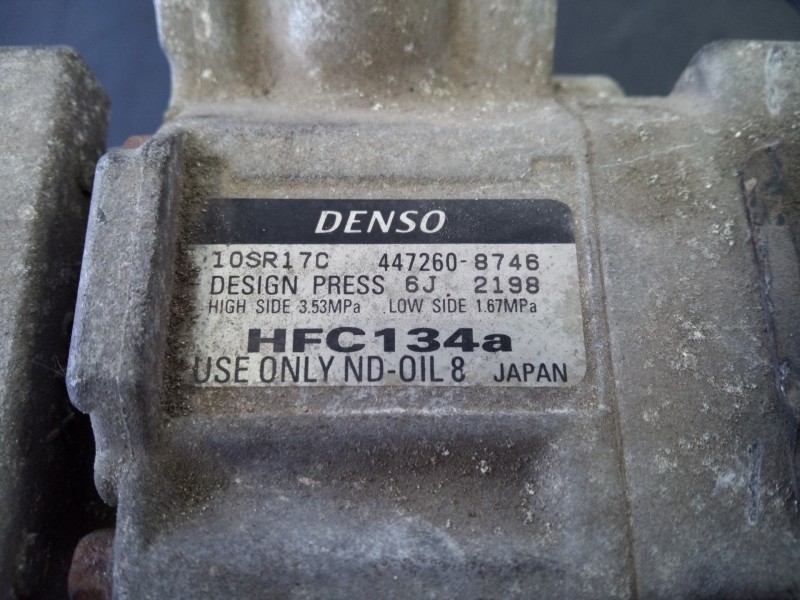 DENSO
10SR17C 447260-8746
DESIGN PRESS 6J. 2198
HIGH SIDE 3.53MPa LOW SIDE 1.67MPa
HFC134a
USE ONLY ND-OIL 8 JAPAN